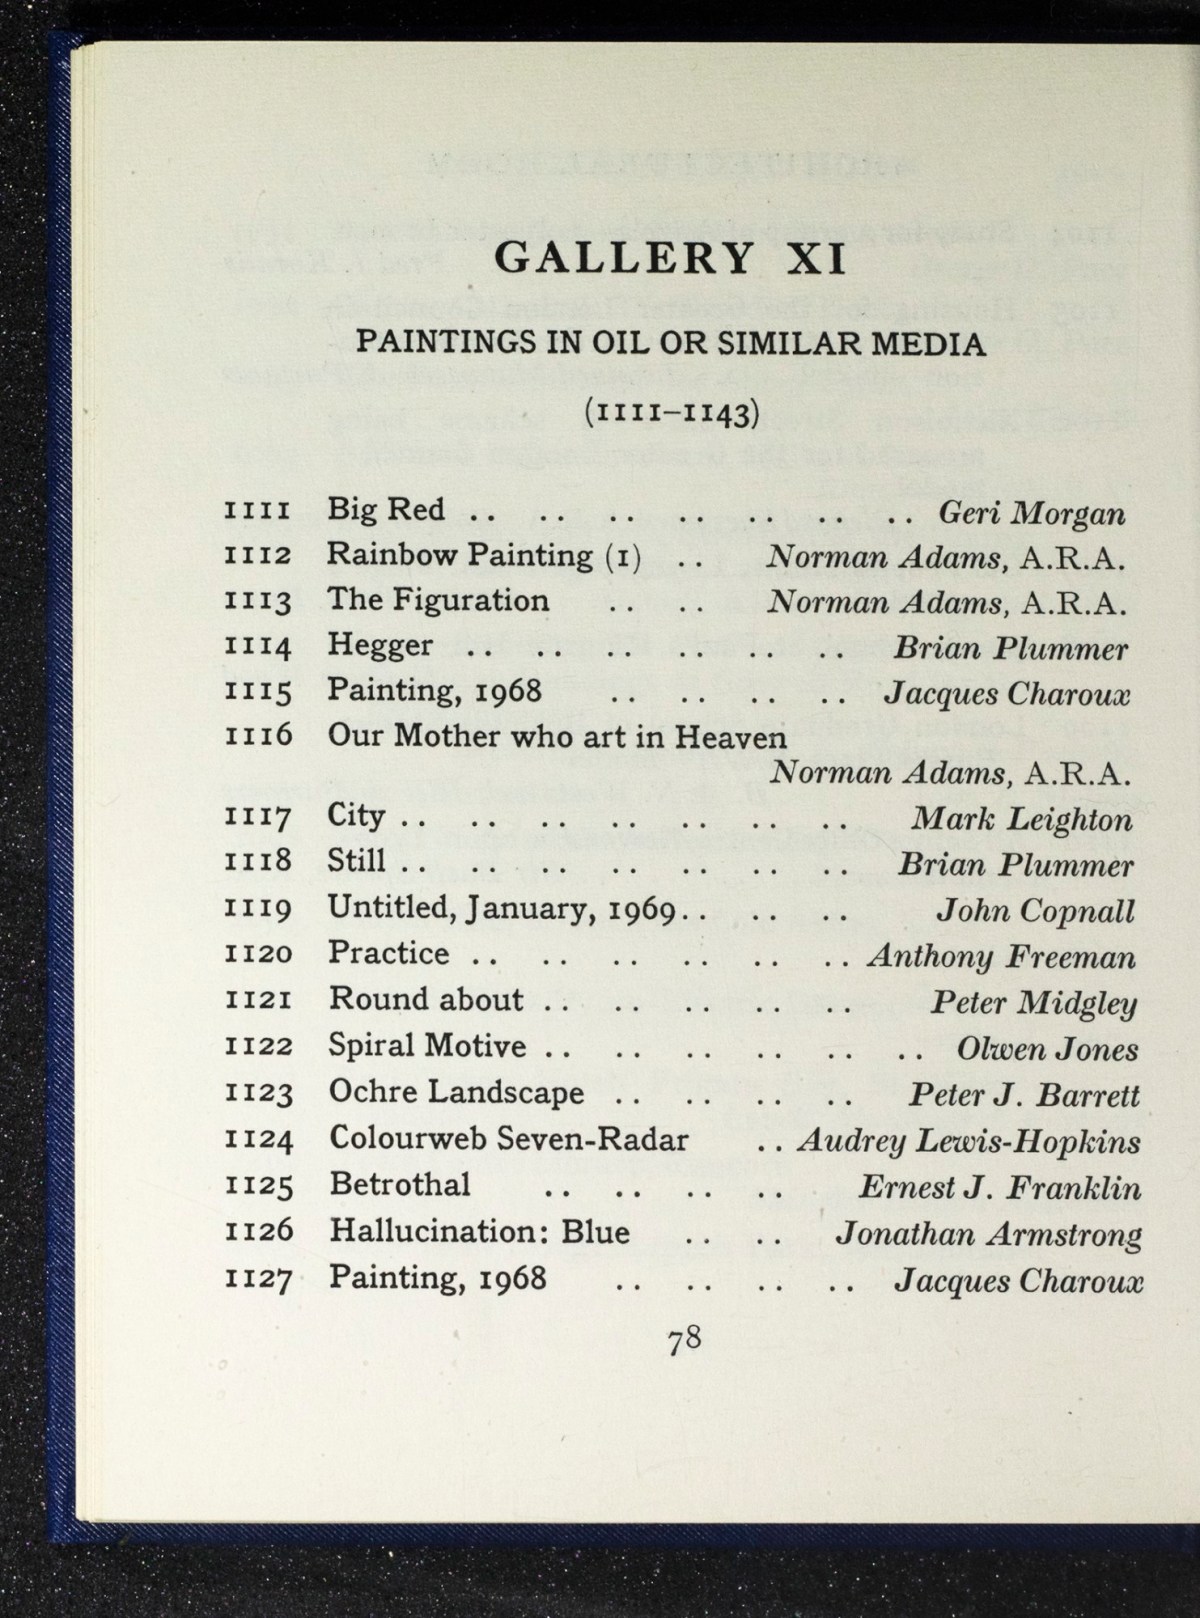 GALLERY XI
PAINTINGS IN OIL OR SIMILAR MEDIA
(1111–1143)
1111 Big Red .. .. .. .. .. .. .. Geri Morgan
1112 Rainbow Painting (1) .. Norman Adams, A.R.A.
1113 The Figuration .. .. Norman Adams, A.R.A.
1114 Hegger .. .. .. .. .. .. Brian Plummer
1115 Painting, 1968 .. .. .. .. Jacques Charoux
1116 Our Mother who art in Heaven
Norman Adams, A.R.A.
1117 City .. .. .. .. .. .. .. Mark Leighton
1118 Still .. .. .. .. .. .. .. Brian Plummer
1119 Untitled, January, 1969 .. .. .. John Copnall
1120 Practice .. .. .. .. .. .. Anthony Freeman
1121 Round about .. .. .. .. .. Peter Midgley
1122 Spiral Motive .. .. .. .. .. .. Olwen Jones
1123 Ochre Landscape .. .. .. .. Peter J. Barrett
1124 Colourweb Seven-Radar .. Audrey Lewis-Hopkins
1125 Betrothal .. .. .. .. Ernest J. Franklin
1126 Hallucination: Blue .. .. Jonathan Armstrong
1127 Painting, 1968 .. .. .. .. Jacques Charoux
78